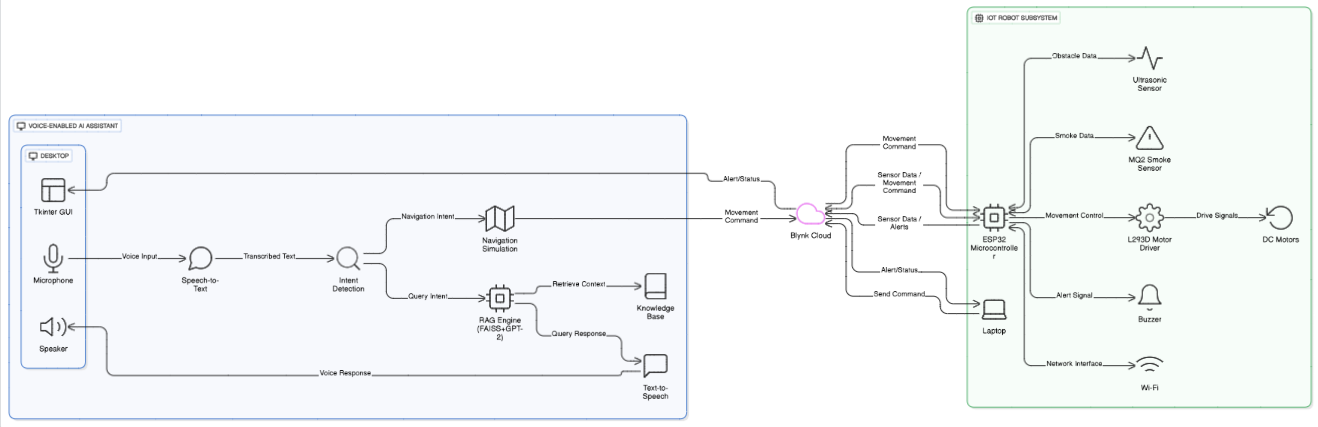 IOT ROBOT SUBSYSTEM
Obstacle Data
Ultrasonic
Sensor
VOICE-ENABLED AI ASSISTANT
DESKTOP
Movement
Command
Smoke Data
MQ2 Smoke
Sensor
Tkinter GUI
Alert/Status
Sensor Data /
Movement
Command
Navigation Intent
Navigation
Simulation
Movement
Command
Blynk Cloud
Sensor Data /
Alerts
ESP32
Microcontrolle
r
Movement Control
L293D Motor
Driver
Drive Signals
DC Motors
Microphone
Voice Input
Speech-to-
Text
Transcribed Text
Intent
Detection
Query Intent
RAG Engine
(FAISS+GPT-
2)
Retrieve Context
Knowledge
Base
Alert/Status
Send Command
Laptop
Alert Signal
Buzzer
Speaker
Query Response
Voice Response
Text-to-
Speech
Network Interface
Wi-Fi